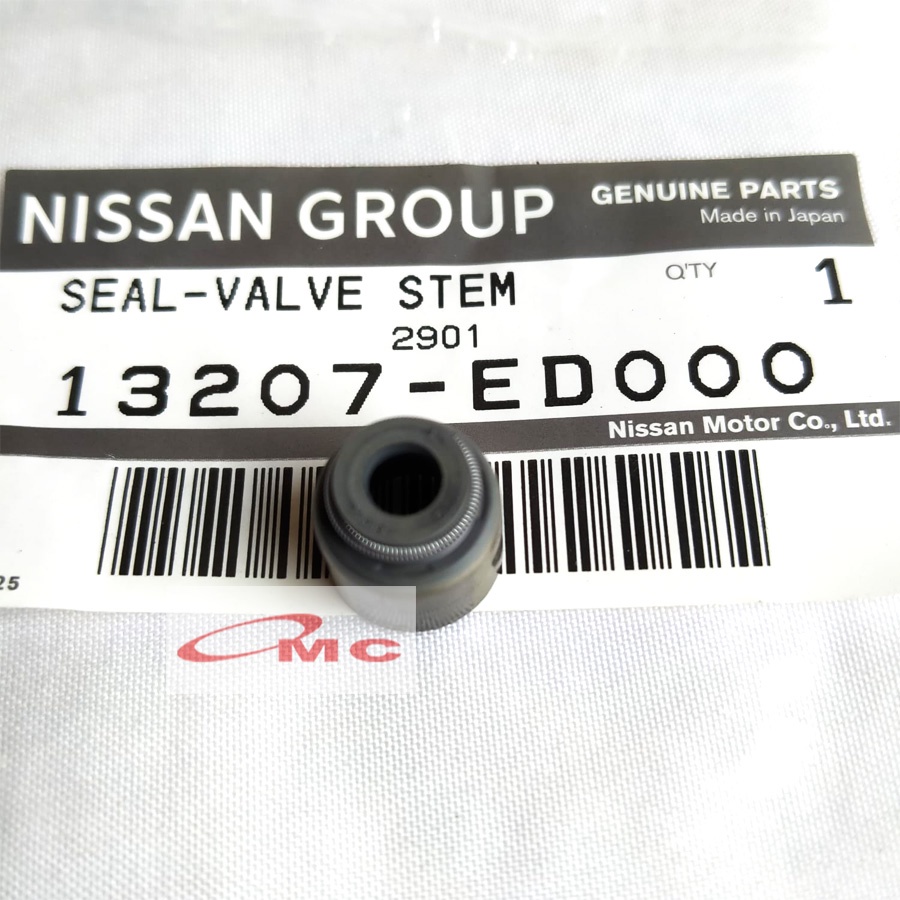 NISSAN GROUP
GENUINE PARTS
Made in Japan
SEAL-VALVE STEM
Q'TY 1
2901
13207-ED000
Nissan Motor Co., Ltd.
25
MC